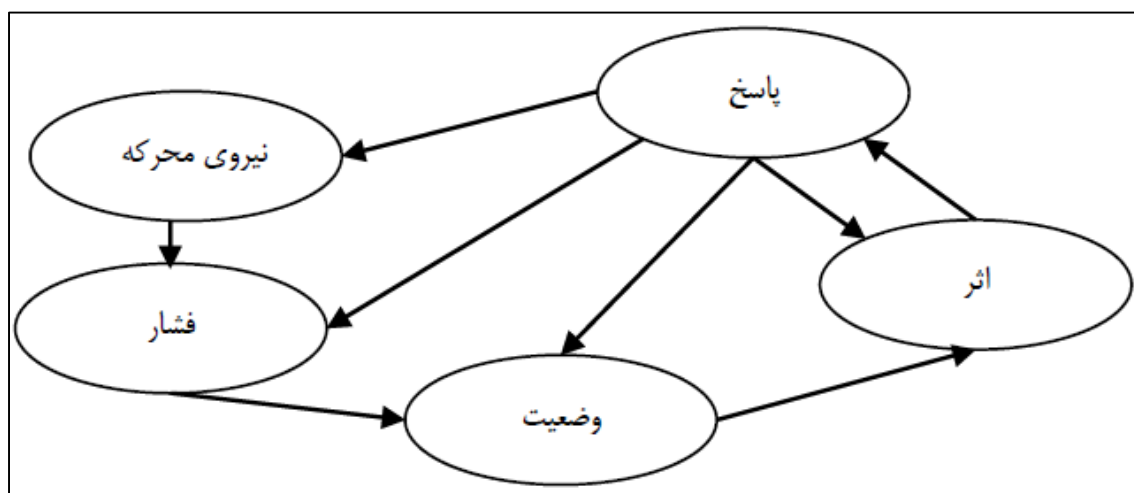 پاسخ
نیروی محرکه
اثر
فشار
وضعیت